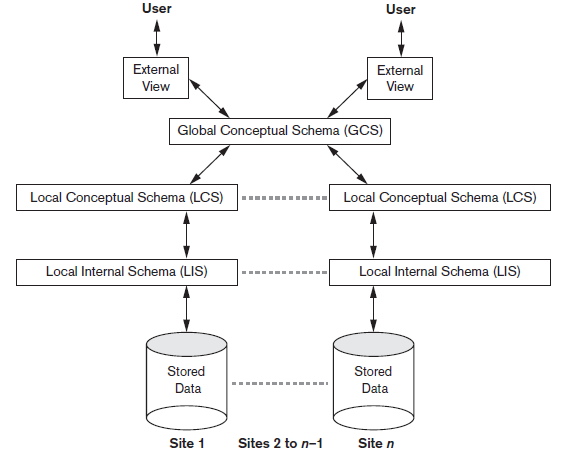 User
User
External
View
External
View
Global Conceptual Schema (GCS)
Local Conceptual Schema (LCS)
Local Conceptual Schema (LCS)
Local Internal Schema (LIS)
Local Internal Schema (LIS)
Stored
Data
Stored
Data
Site 1
Sites 2 to n–1
Site n